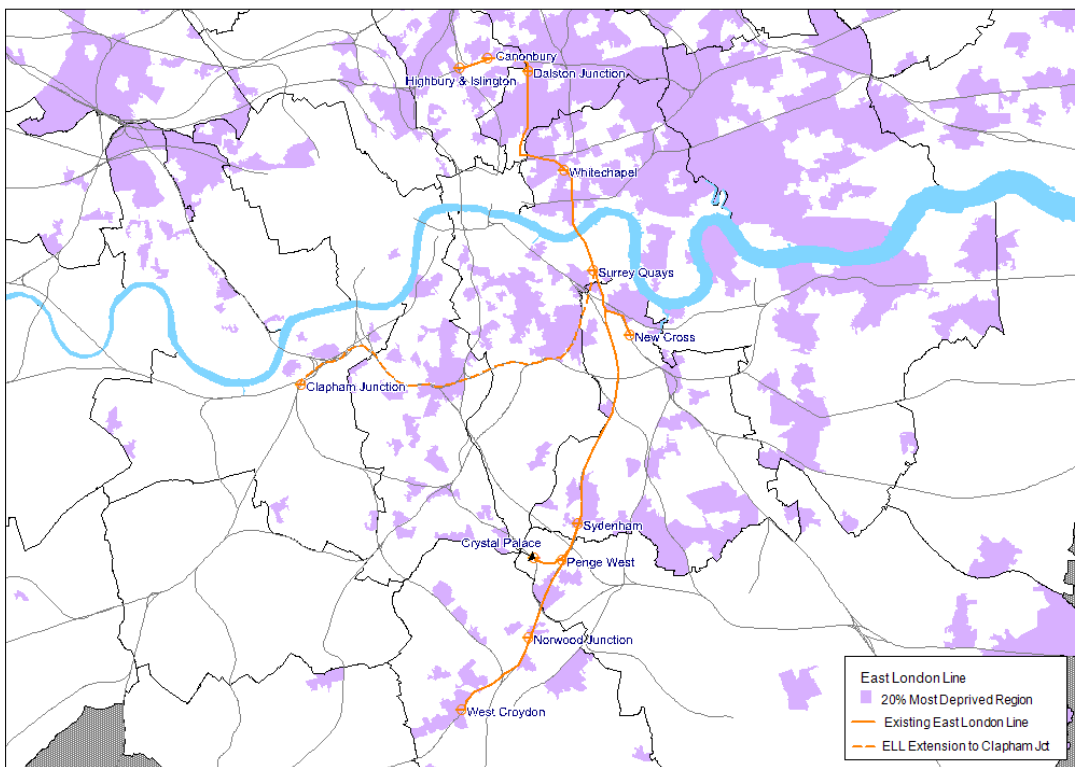 Canonbury
Highbury & Islington
Dalston Junction
Whitechapel
Surrey Quays
New Cross
Clapham Junction
Sydenham
Crystal Palace
Penge West
Norwood Junction
West Croydon
East London Line
20% Most Deprived Region
Existing East London Line
ELL Extension to Clapham Jct